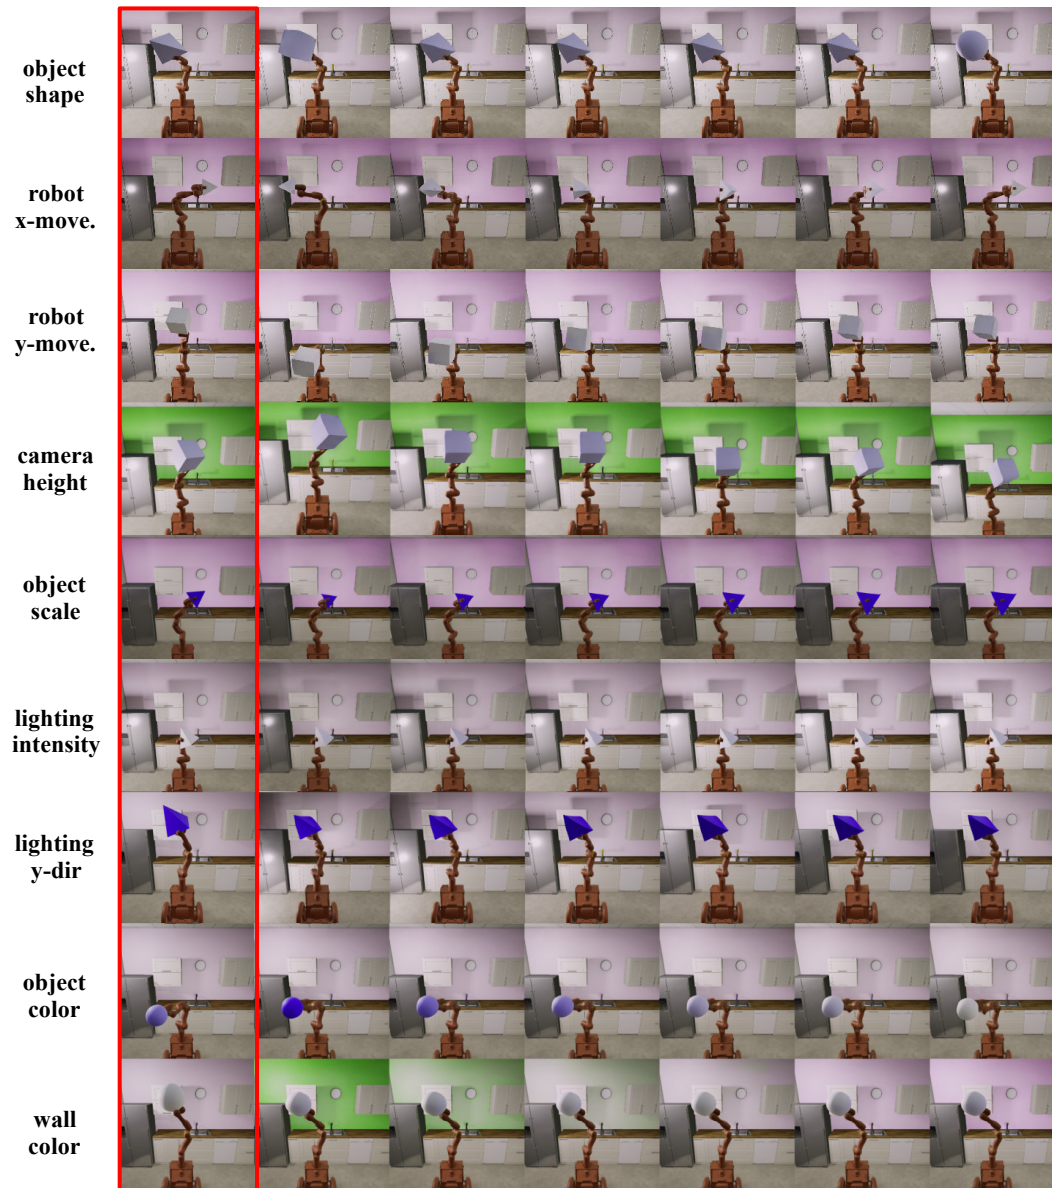 object
shape
robot
x-move.
robot
y-move.
camera
height
object
scale
lighting
intensity
lighting
y-dir
object
color
wall
color